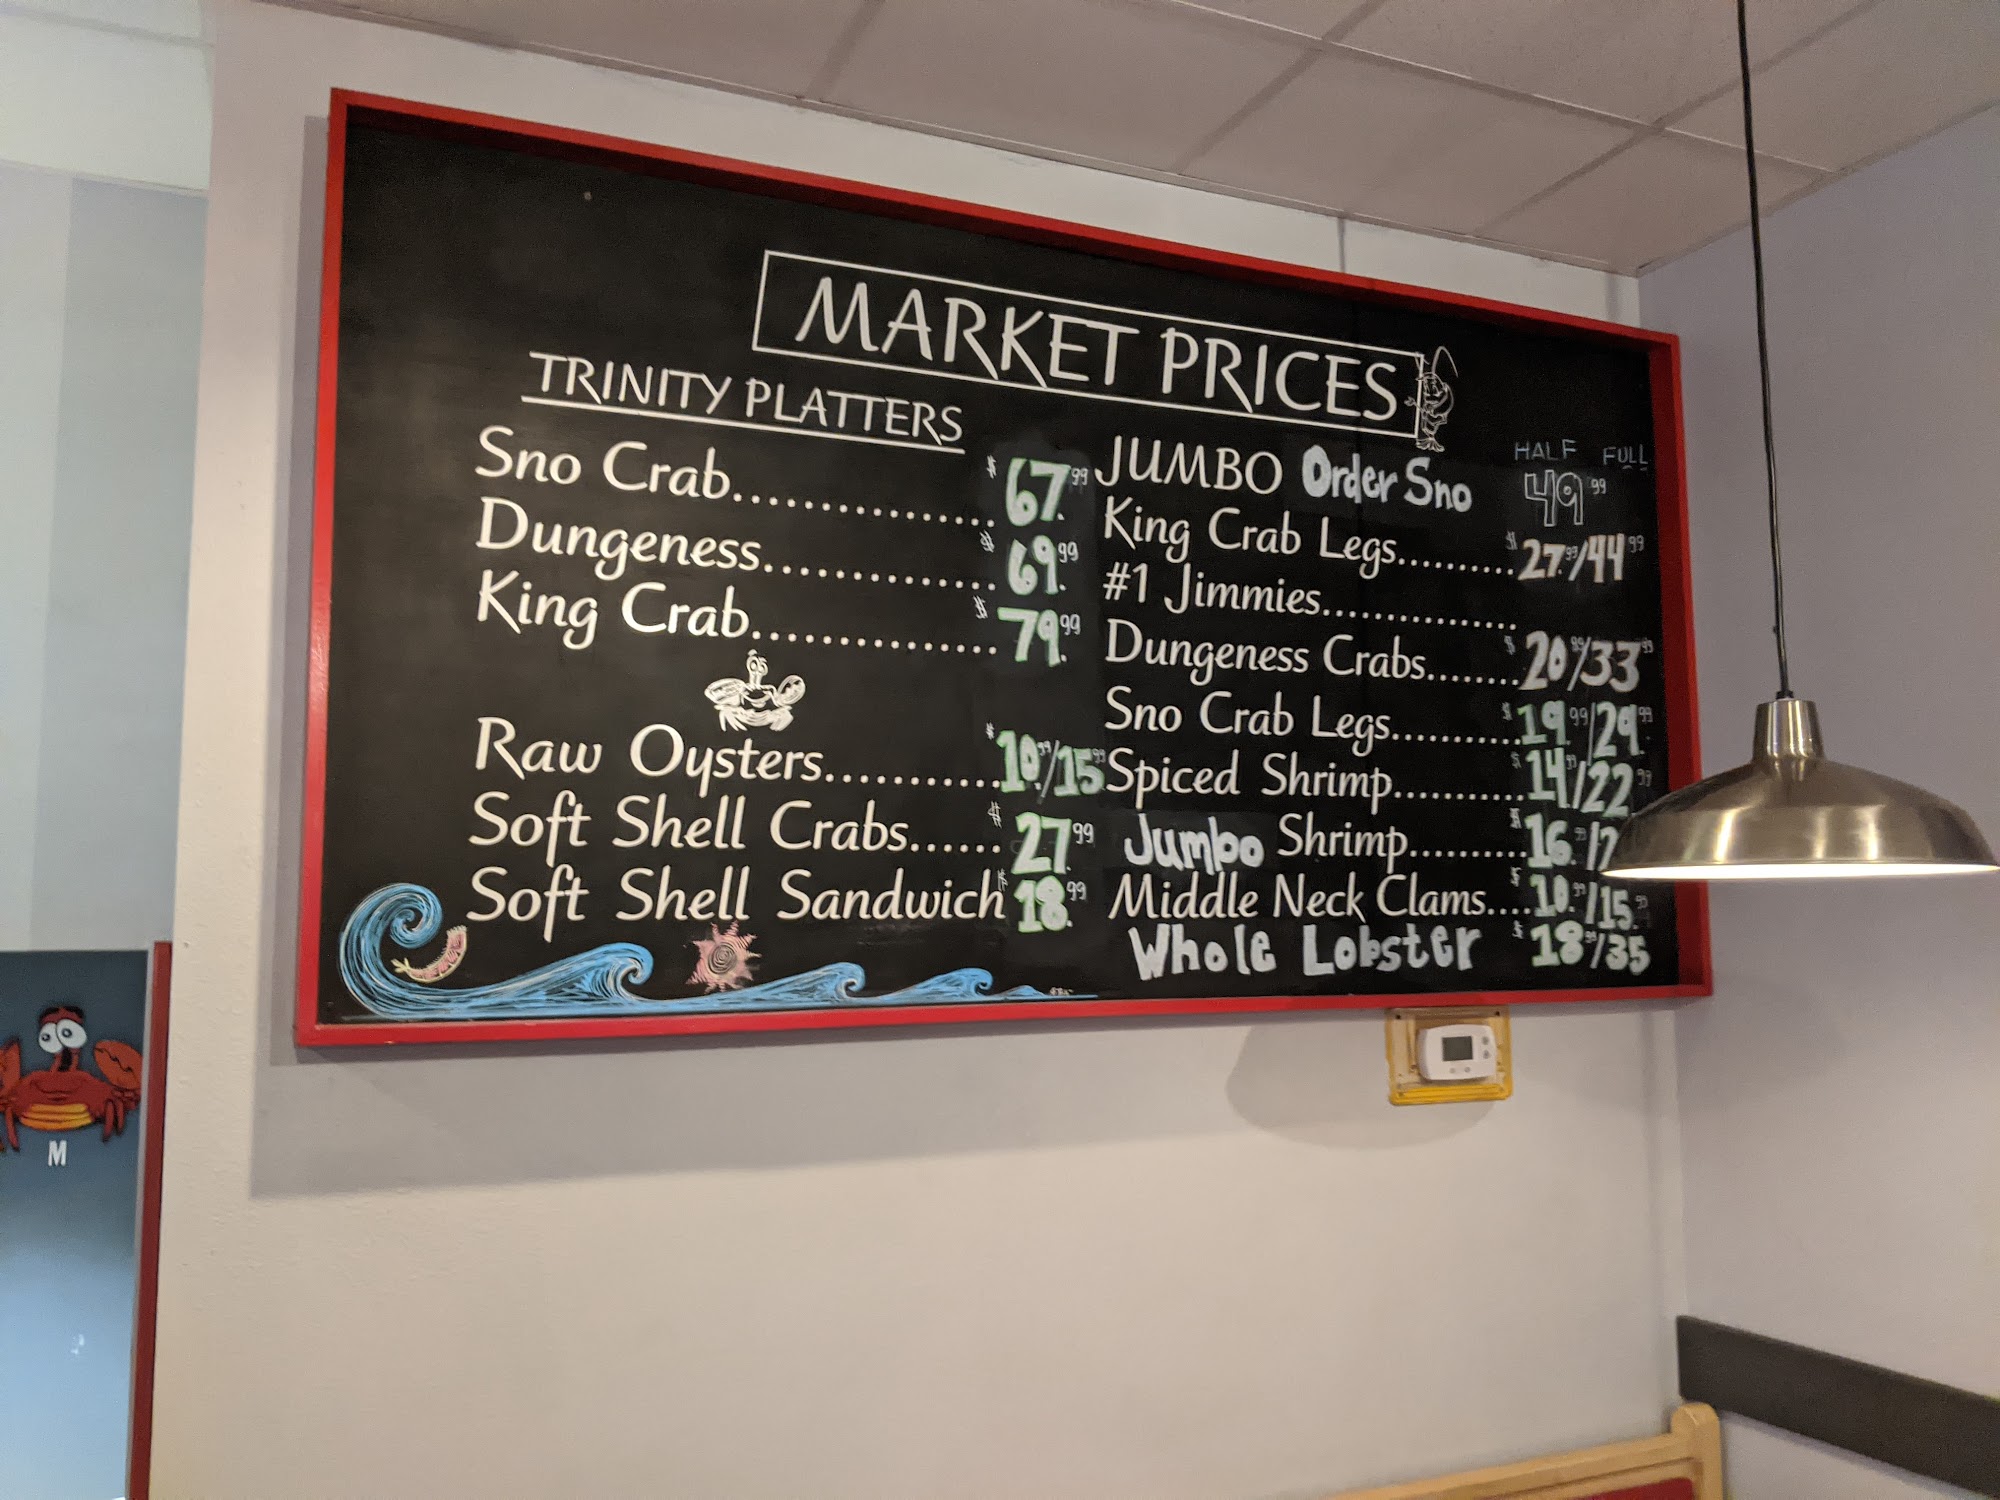 MARKET PRICES
TRINITY PLATTERS
Sno Crab............... $67.99
Dungeness.............. $69.99
King Crab............... $79.99
Raw Oysters............ $10.99/15.99
Soft Shell Crabs...... $27.99
Soft Shell Sandwich $18.99
HALF FULL
JUMBO Order Sno 49.99
King Crab Legs.......... $27.99/44.99
#1 Jimmies...............
Dungeness Crabs........ $20.99/33.99
Sno Crab Legs........... $19.99/29.99
Spiced Shrimp........... $14.99/22.99
Jumbo Shrimp.......... $16.99/2
Middle Neck Clams.... $10.99/15.99
Whole Lobster $18.99/35
M